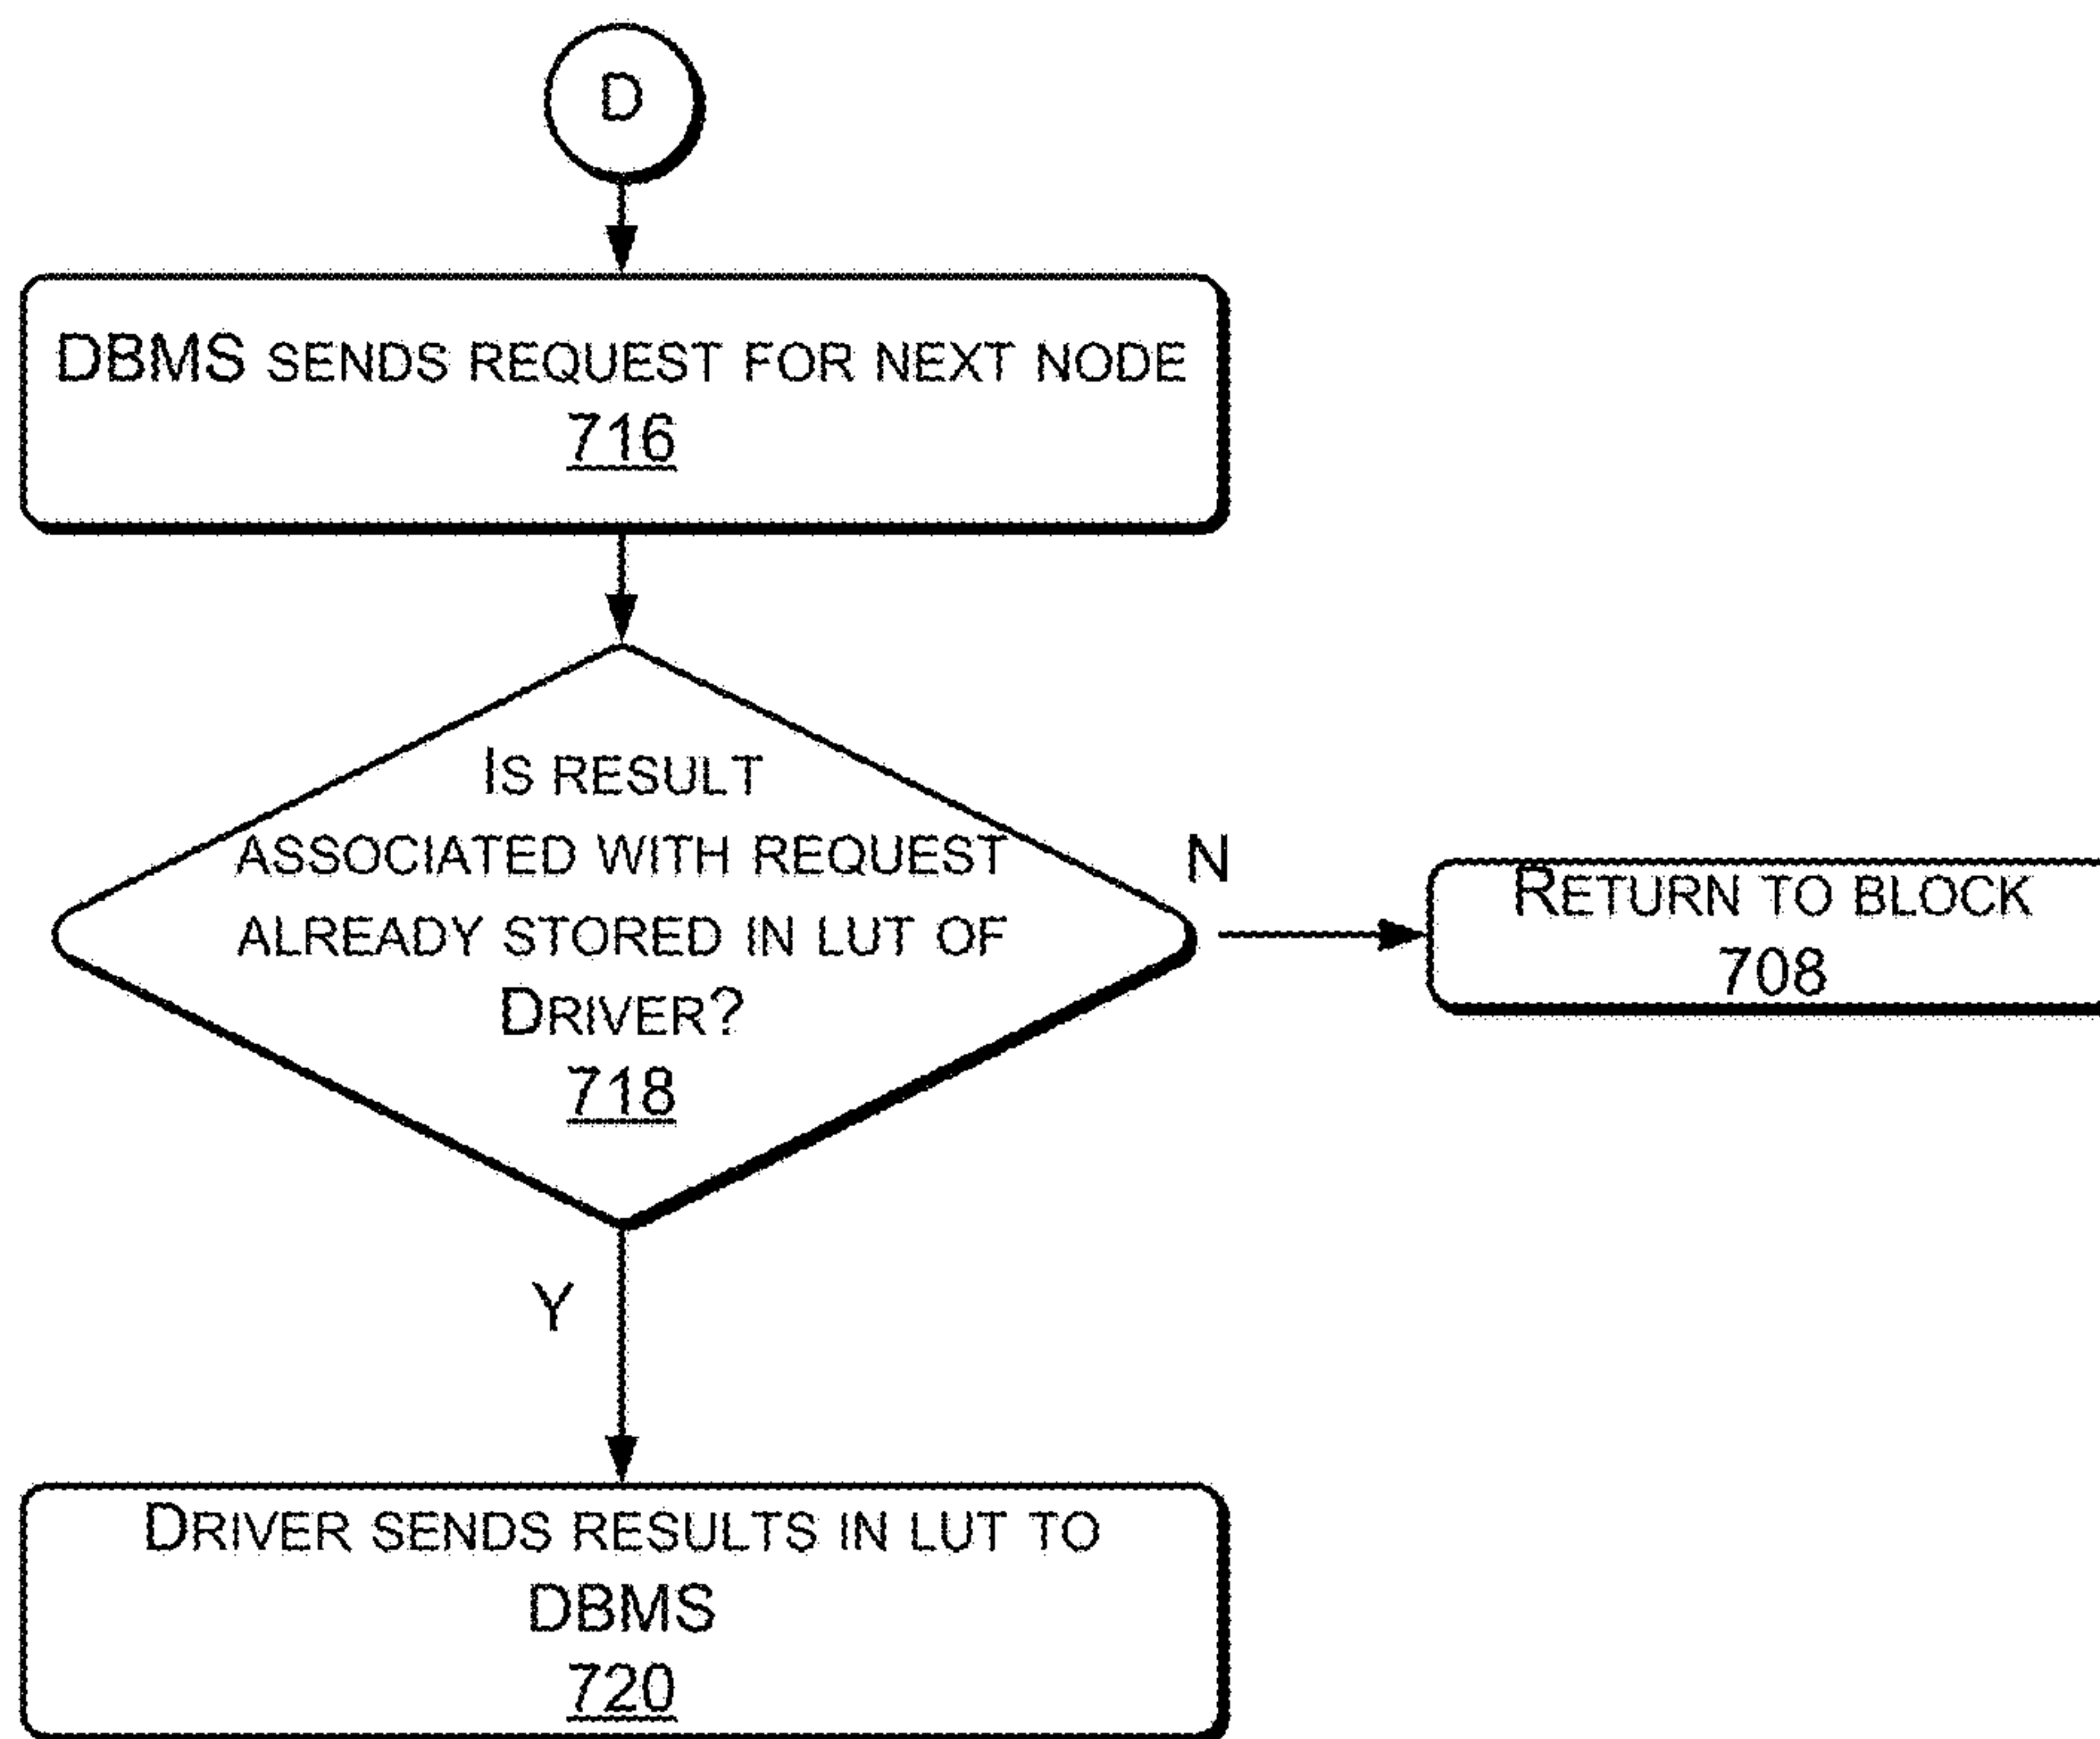 D
DBMS SENDS REQUEST FOR NEXT NODE
716
IS RESULT
ASSOCIATED WITH REQUEST
ALREADY STORED IN LUT OF
DRIVER?
718
N
RETURN TO BLOCK
708
Y
DRIVER SENDS RESULTS IN LUT TO
DBMS
720